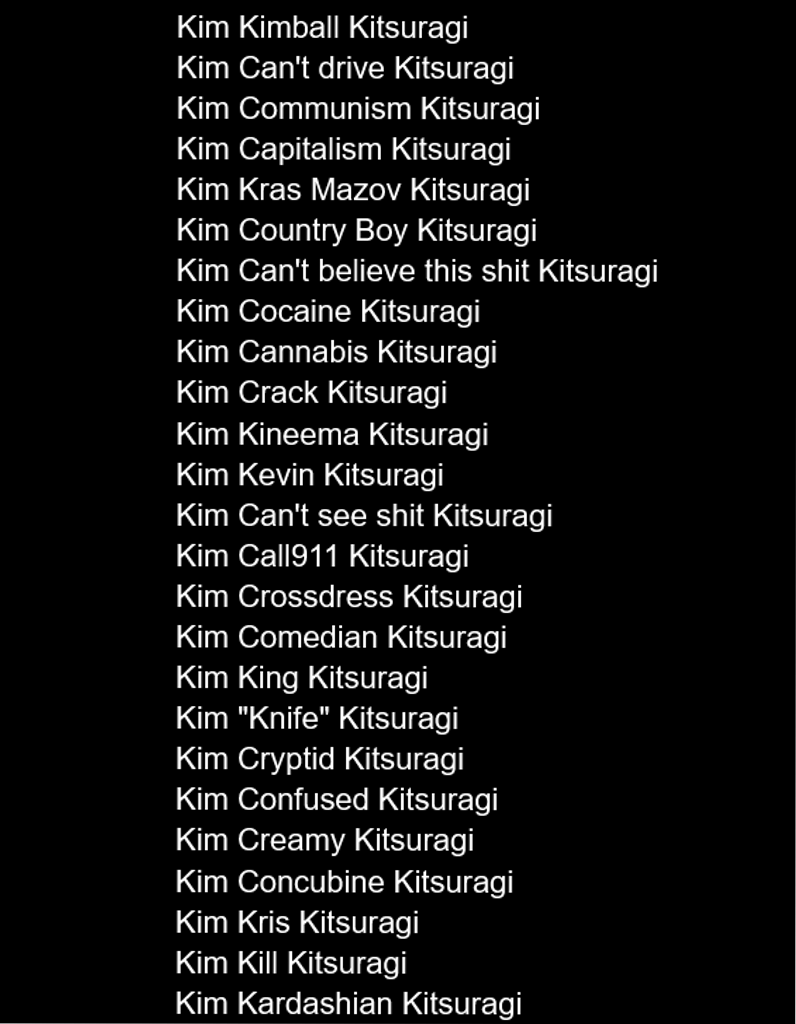 Kim Kimball Kitsuragi
Kim Can't drive Kitsuragi
Kim Communism Kitsuragi
Kim Capitalism Kitsuragi
Kim Kras Mazov Kitsuragi
Kim Country Boy Kitsuragi
Kim Can't believe this shit Kitsuragi
Kim Cocaine Kitsuragi
Kim Cannabis Kitsuragi
Kim Crack Kitsuragi
Kim Kineema Kitsuragi
Kim Kevin Kitsuragi
Kim Can't see shit Kitsuragi
Kim Call911 Kitsuragi
Kim Crossdress Kitsuragi
Kim Comedian Kitsuragi
Kim King Kitsuragi
Kim "Knife" Kitsuragi
Kim Cryptid Kitsuragi
Kim Confused Kitsuragi
Kim Creamy Kitsuragi
Kim Concubine Kitsuragi
Kim Kris Kitsuragi
Kim Kill Kitsuragi
Kim Kardashian Kitsuragi